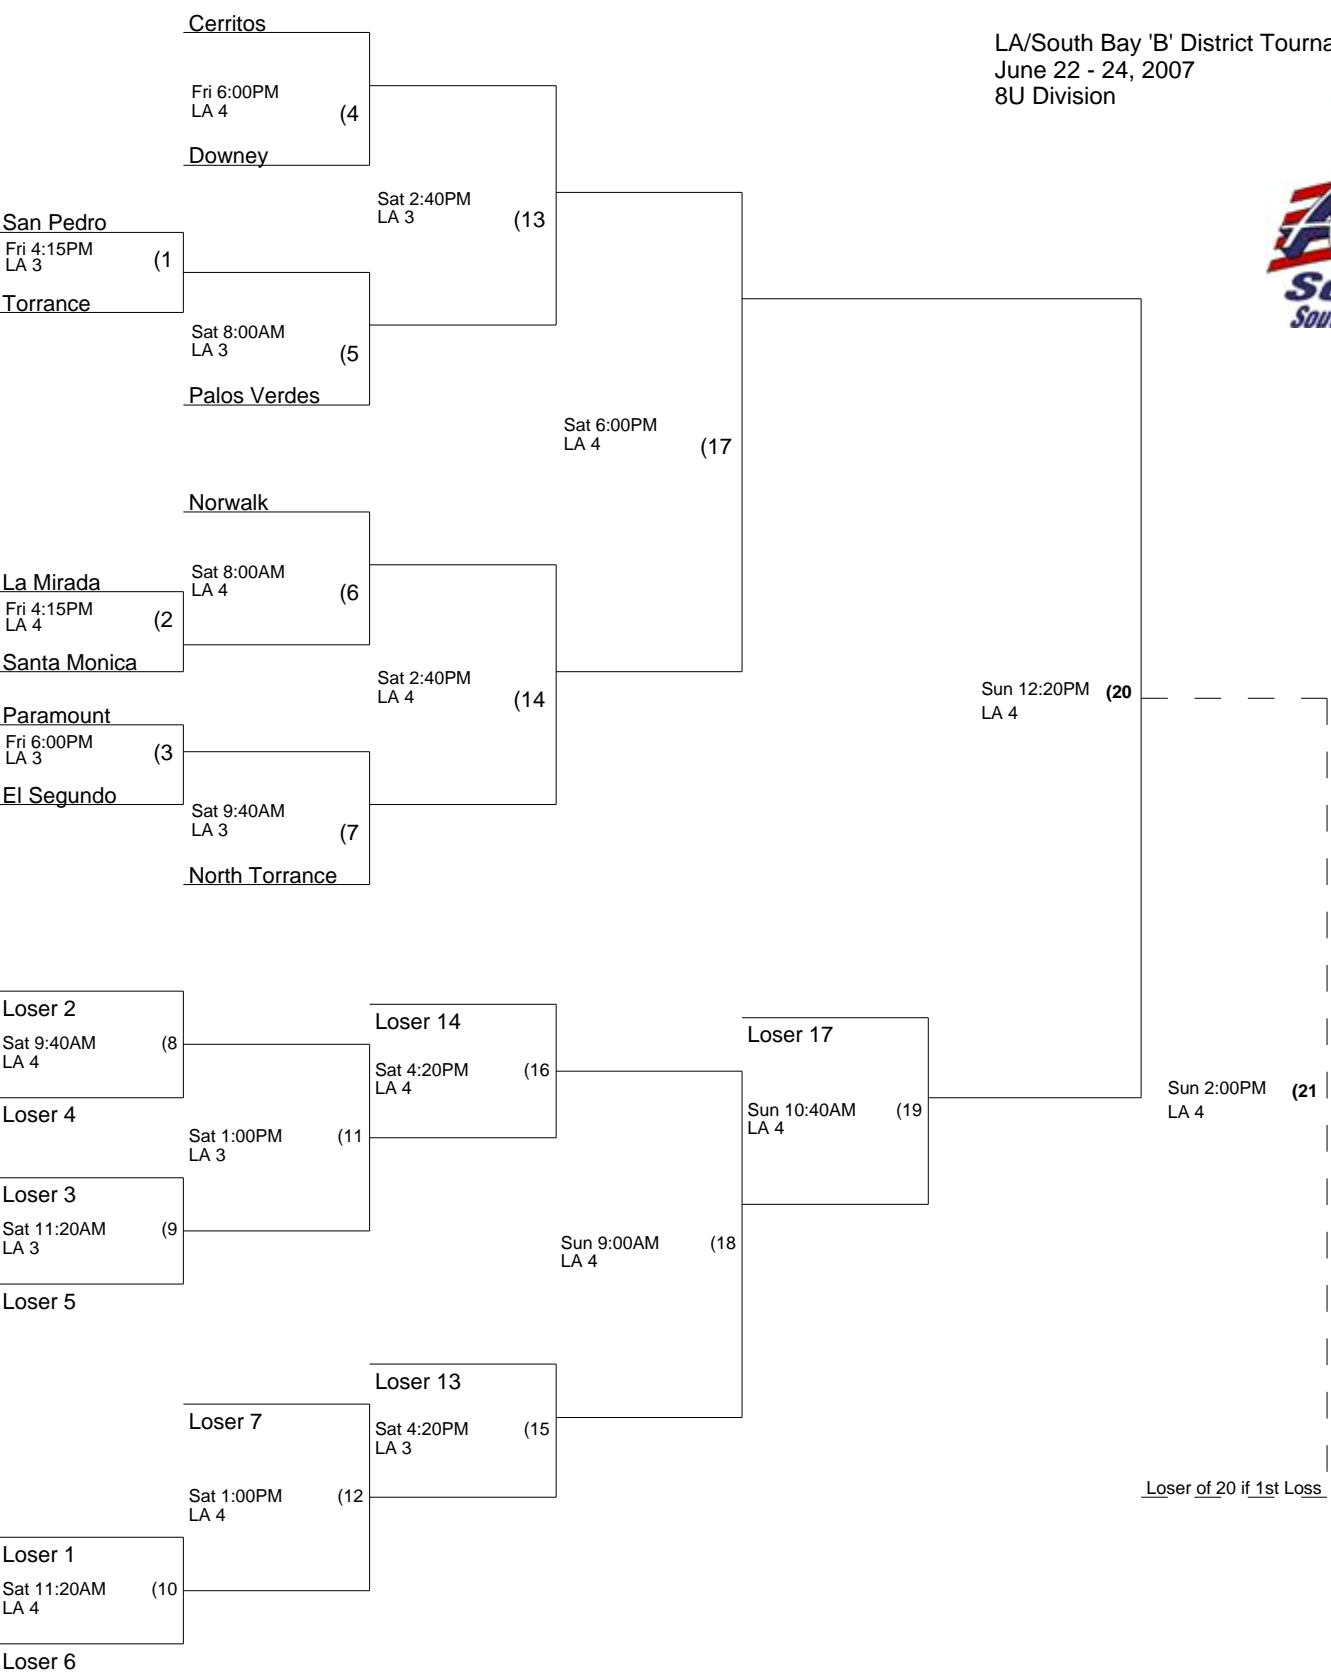 Cerritos
LA/South Bay 'B' District
June 22 - 24, 2007
8U Division
Fri 6:00PM
LA 4
(4
Downey
Sat 2:40PM
LA 3
(13
San Pedro
Fri 4:15PM
LA 3
(1
Torrance
Sat 8:00AM
LA 3
(5
Palos Verdes
Sat 6:00PM
LA 4
(17
Norwalk
Sat 8:00AM
LA 4
(6
La Mirada
Fri 4:15PM
LA 4
(2
Santa Monica
Sat 2:40PM
LA 4
(14
Sun 12:20PM
LA 4
(20
Paramount
Fri 6:00PM
LA 3
(3
El Segundo
Sat 9:40AM
LA 3
(7
North Torrance
Loser 2
Sat 9:40AM
LA 4
(8
Loser 4
Loser 14
Sat 4:20PM
LA 4
(16
Loser 17
Sun 10:40AM
LA 4
(19
Sun 2:00PM
LA 4
(21
Sat 1:00PM
LA 3
(11
Loser 3
Sat 11:20AM
LA 3
(9
Loser 5
Sun 9:00AM
LA 4
(18
Loser 13
Sat 4:20PM
LA 3
(15
Loser 7
Sat 1:00PM
LA 4
(12
Loser of 20 if 1st Loss
Loser 1
Sat 11:20AM
LA 4
(10
Loser 6